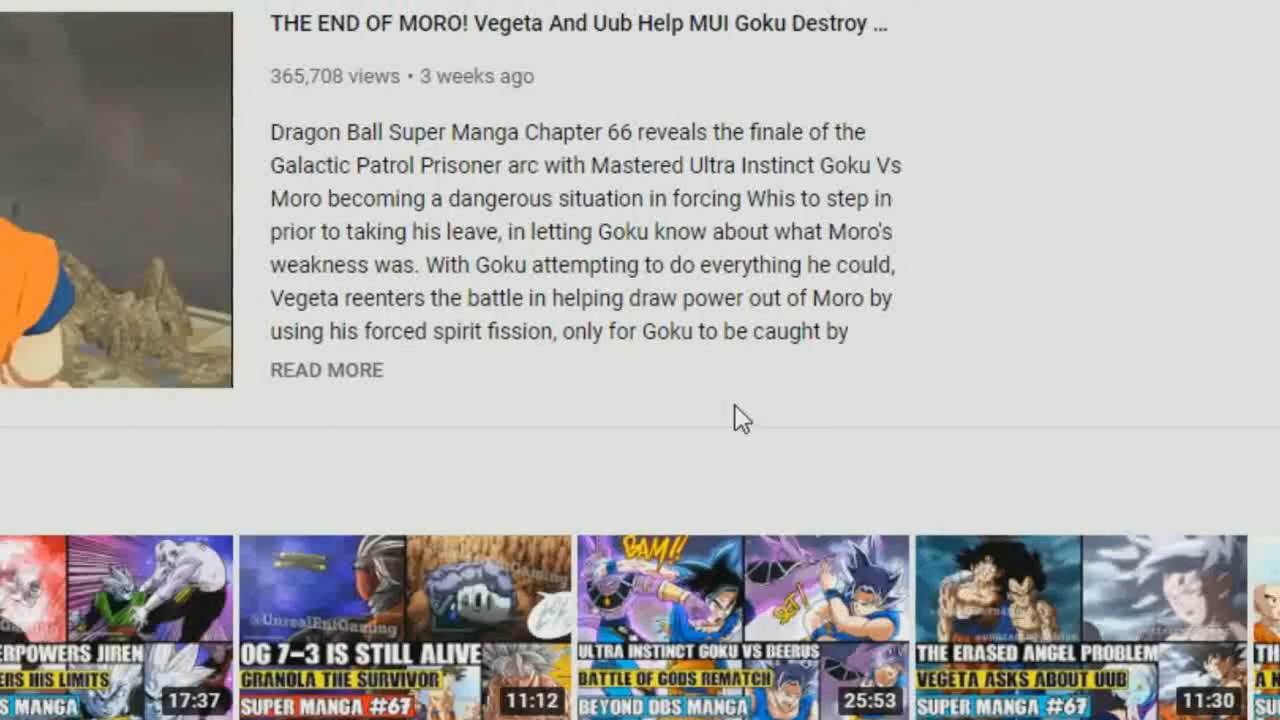 THE END OF MORO! Vegeta And Uub Help MUI Goku Destroy ...
365,708 views • 3 weeks ago
Dragon Ball Super Manga Chapter 66 reveals the finale of the
Galactic Patrol Prisoner arc with Mastered Ultra Instinct Goku Vs
Moro becoming a dangerous situation in forcing Whis to step in
prior to taking his leave, in letting Goku know about what Moro's
weakness was. With Goku attempting to do everything he could,
Vegeta reenters the battle in helping draw power out of Moro by
using his forced spirit fission, only for Goku to be caught by
READ MORE
BAM!!
@UnrealEntGaming
ERPOWERS JIREN
ERS HIS LIMITS
S MANGA
17:37
OG 7-3 IS STILL ALIVE
GRANOLA THE SURVIVOR
SUPER MANGA #67
11:12
ULTRA INSTINCT GOKU VS BEERUS
BATTLE OF GODS REMATCH
BEYOND DBS MANGA
25:53
THE ERASED ANGEL PROBLEM
VEGETA ASKS ABOUT UUB
SUPER MANGA #67
11:30
TH
A N
SU